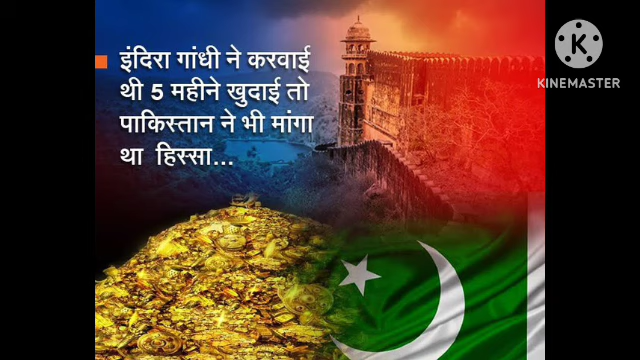 इंदिरा गांधी ने करवाई
थी 5 महीने खुदाई तो
पाकिस्तान ने भी मांगा
था हिस्सा...
K
KINEMASTER